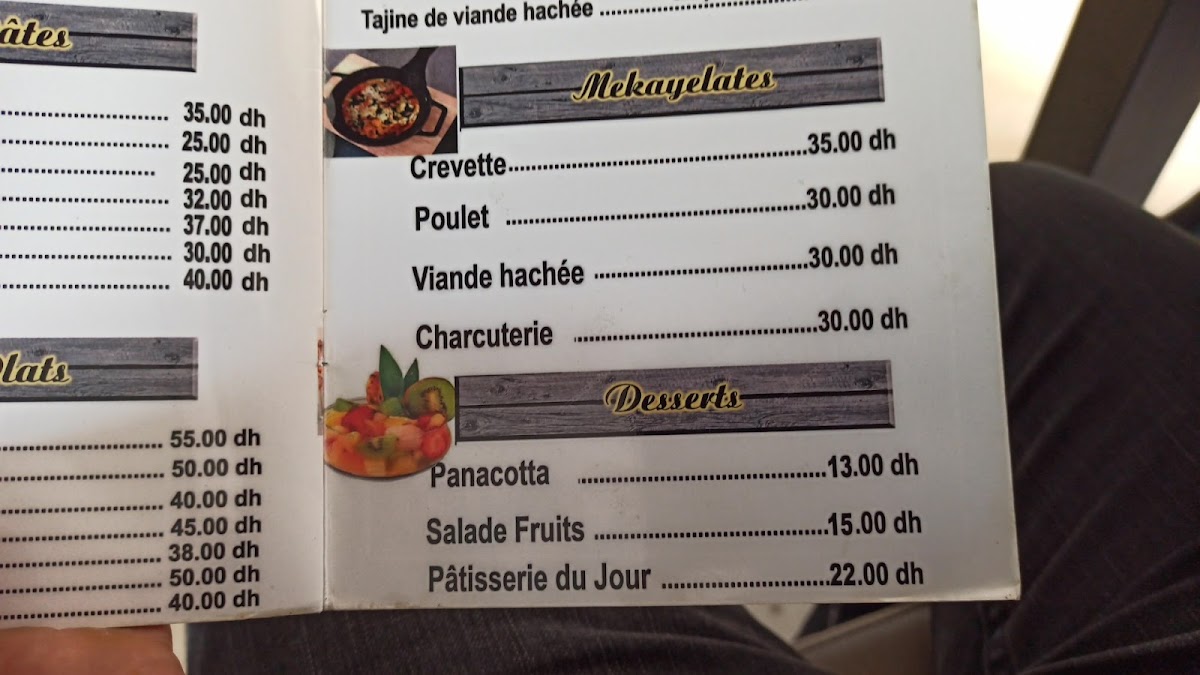 âtes
35.00 dh
25.00 dh
25.00 dh
32.00 dh
37.00 dh
30.00 dh
40.00 dh
Plats
55.00 dh
50.00 dh
40.00 dh
45.00 dh
38.00 dh
50.00 dh
40.00 dh
Tajine de viande hachée
Mekayelates
Crevette 35.00 dh
Poulet 30.00 dh
Viande hachée 30.00 dh
Charcuterie 30.00 dh
Desserts
Panacotta 13.00 dh
Salade Fruits 15.00 dh
Pâtisserie du Jour 22.00 dh